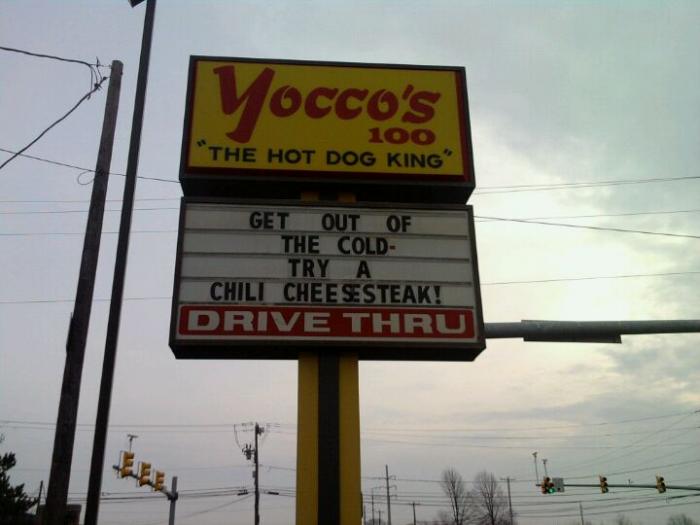 Yocco's
100
"THE HOT DOG KING"
GET OUT OF
THE COLD-
TRY A
CHILI CHEESESTEAK!
DRIVE THRU